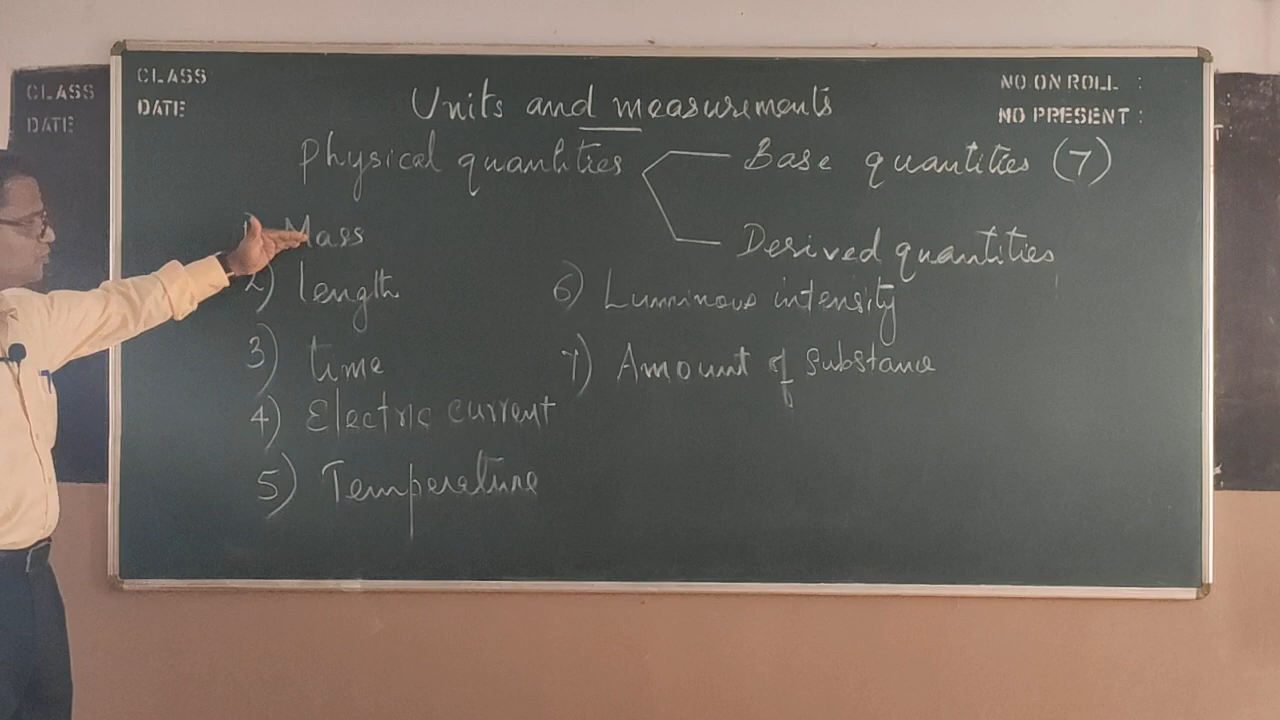 CLASS
DATE
CLASS
DATE
NO ON ROLL :
NO PRESENT :
Units and measurements
Physical quantities
Base quantities (7)
Derived quantities
1) Mass
2) length
3) time
4) Electric current
5) Temperature
6) Luminous intensity
7) Amount of substance